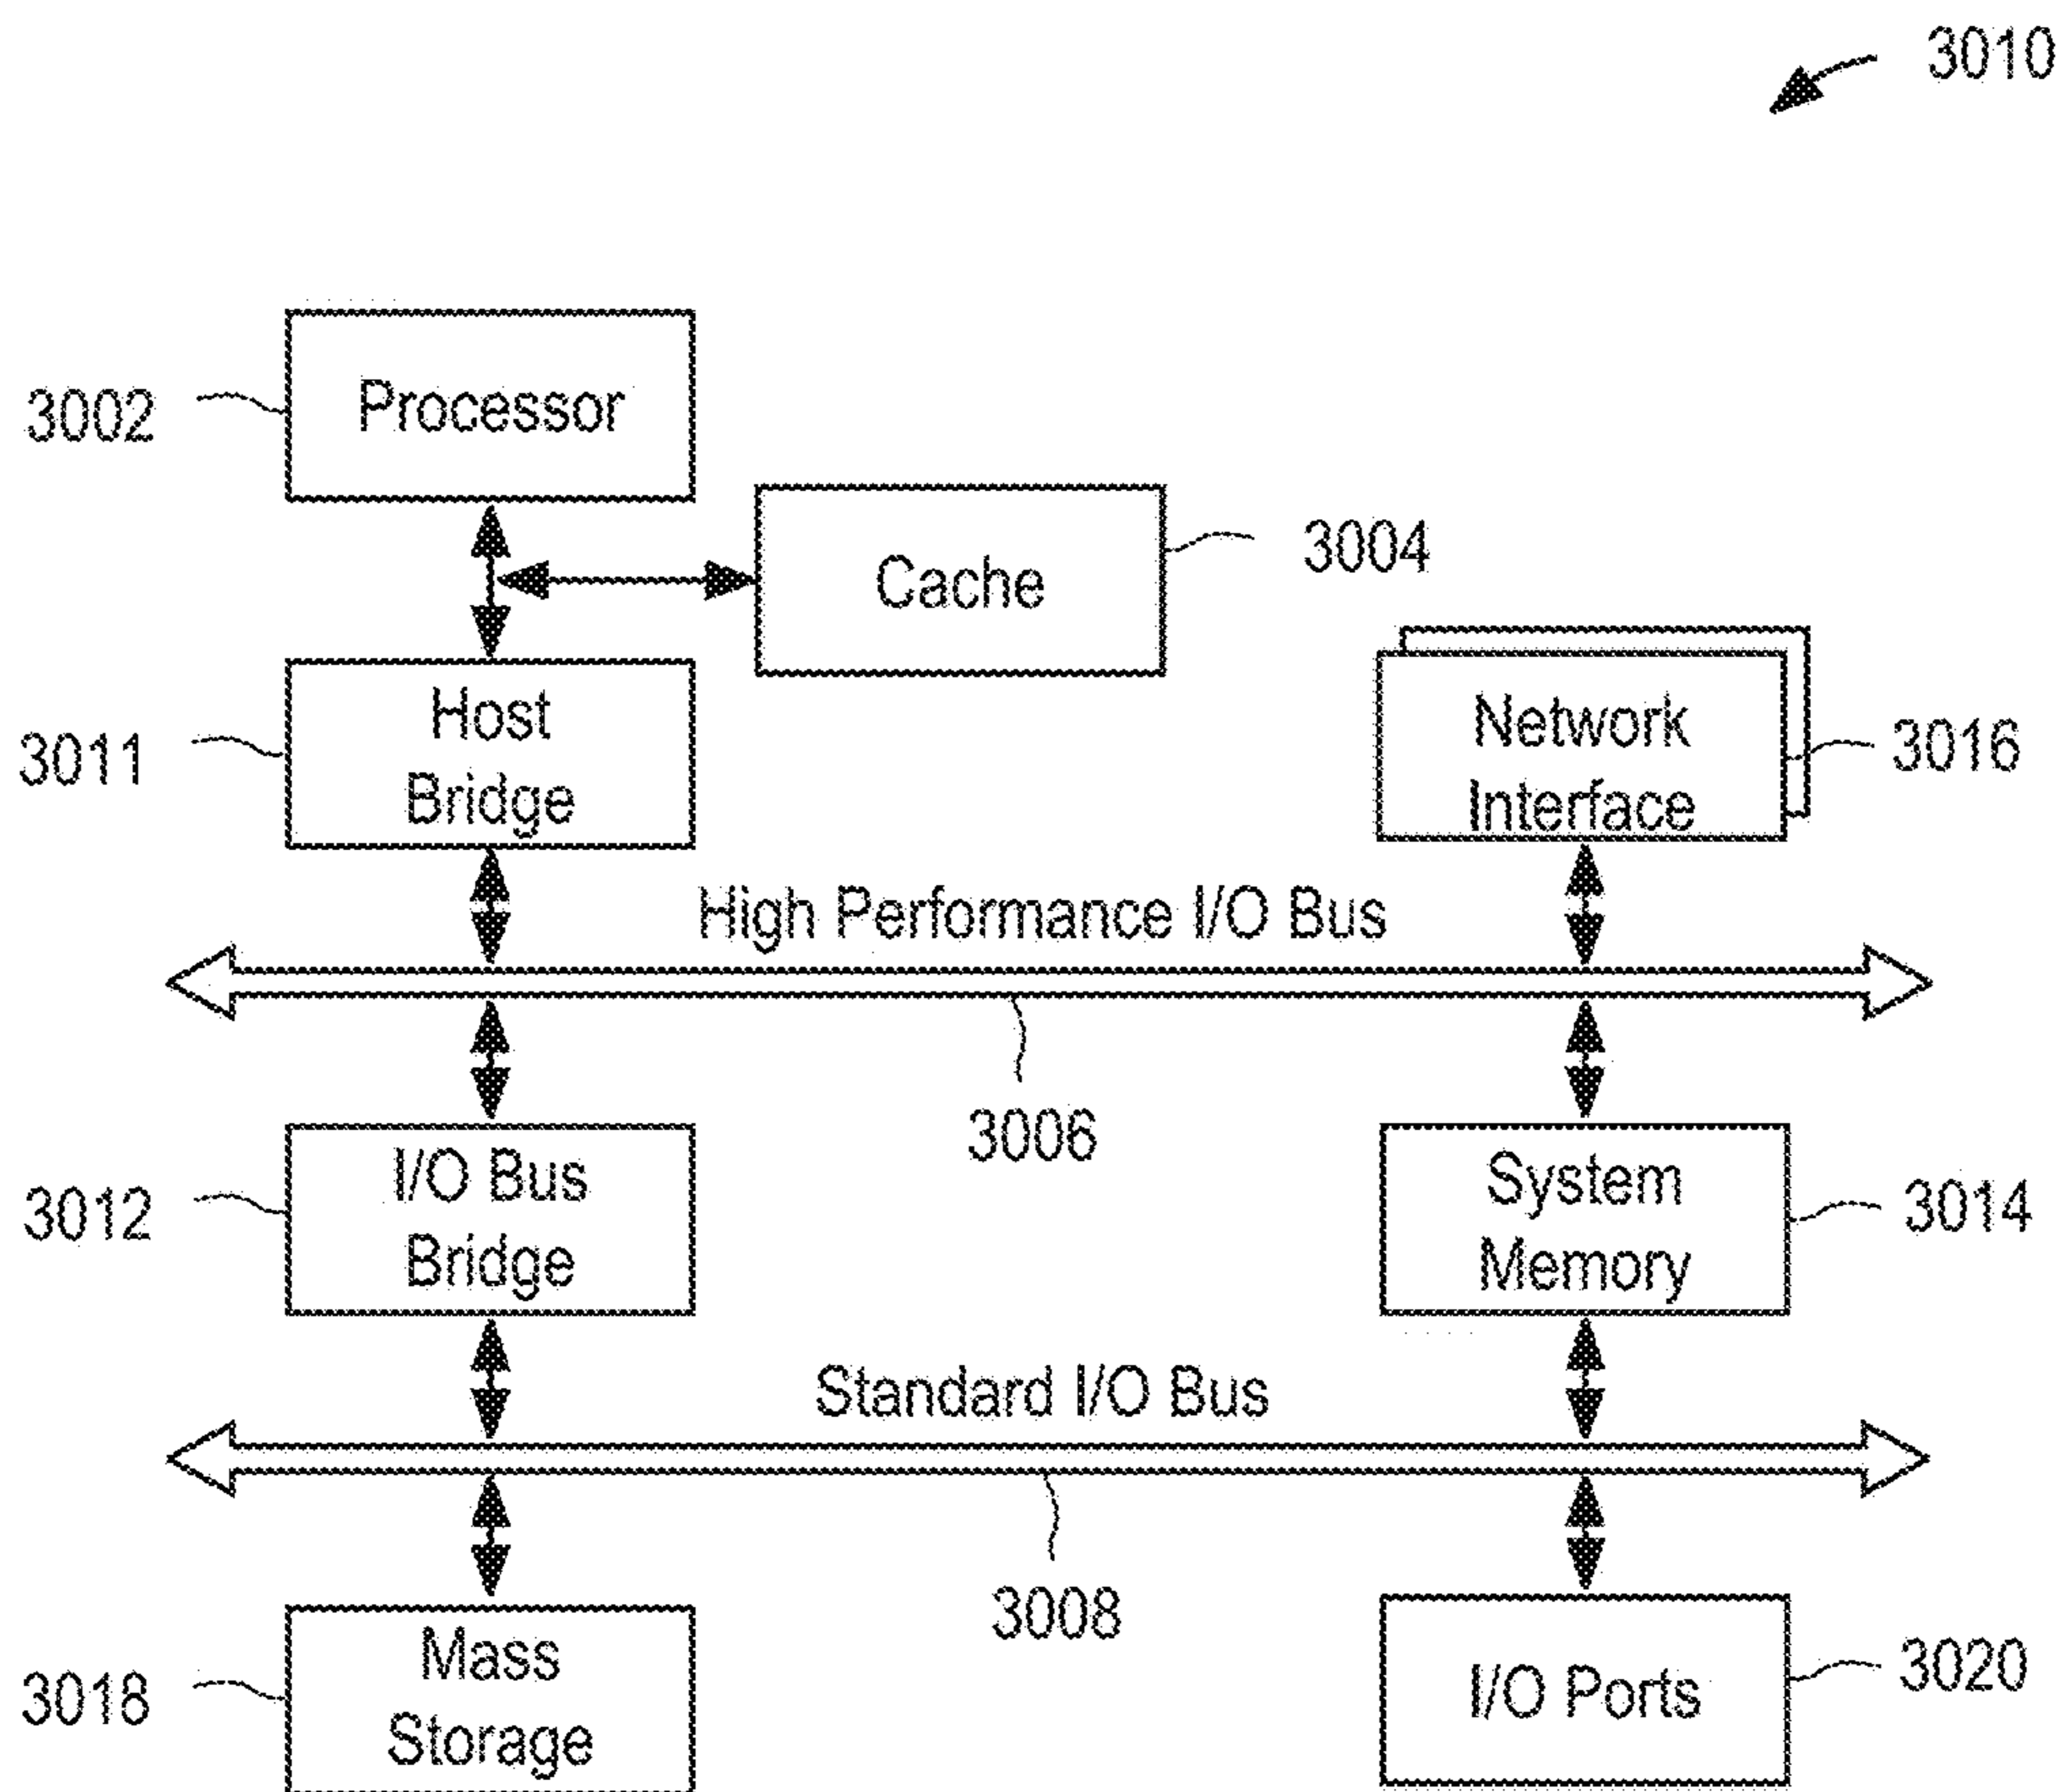 3010
3002
Processor
Cache
3004
3011
Host
Bridge
Network
Interface
3016
High Performance I/O Bus
3006
3012
I/O Bus
Bridge
System
Memory
3014
Standard I/O Bus
3008
3018
Mass
Storage
I/O Ports
3020